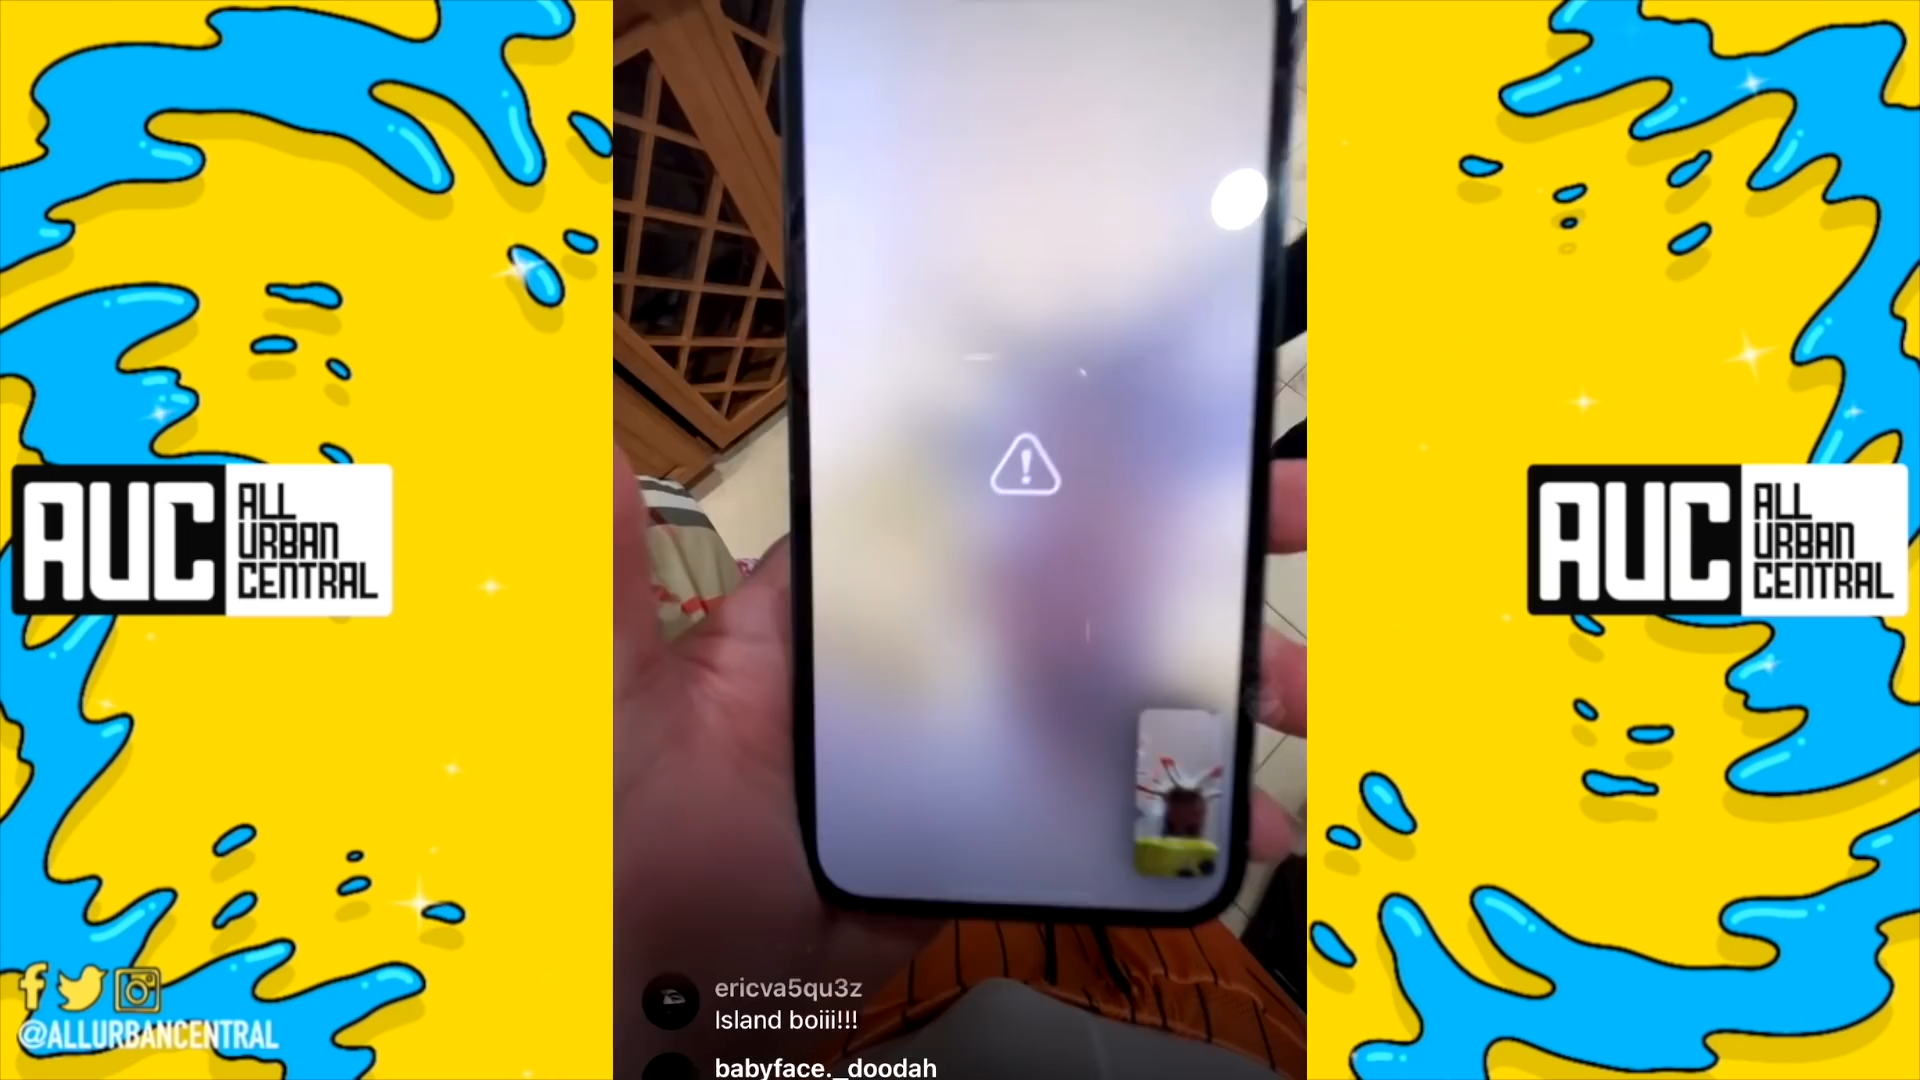 AUC
ALL
URBAN
CENTRAL
AUC
ALL
URBAN
CENTRAL
@ALLURBANCENTRAL
ericva5qu3z
Island boiii!!!
babyface._doodah